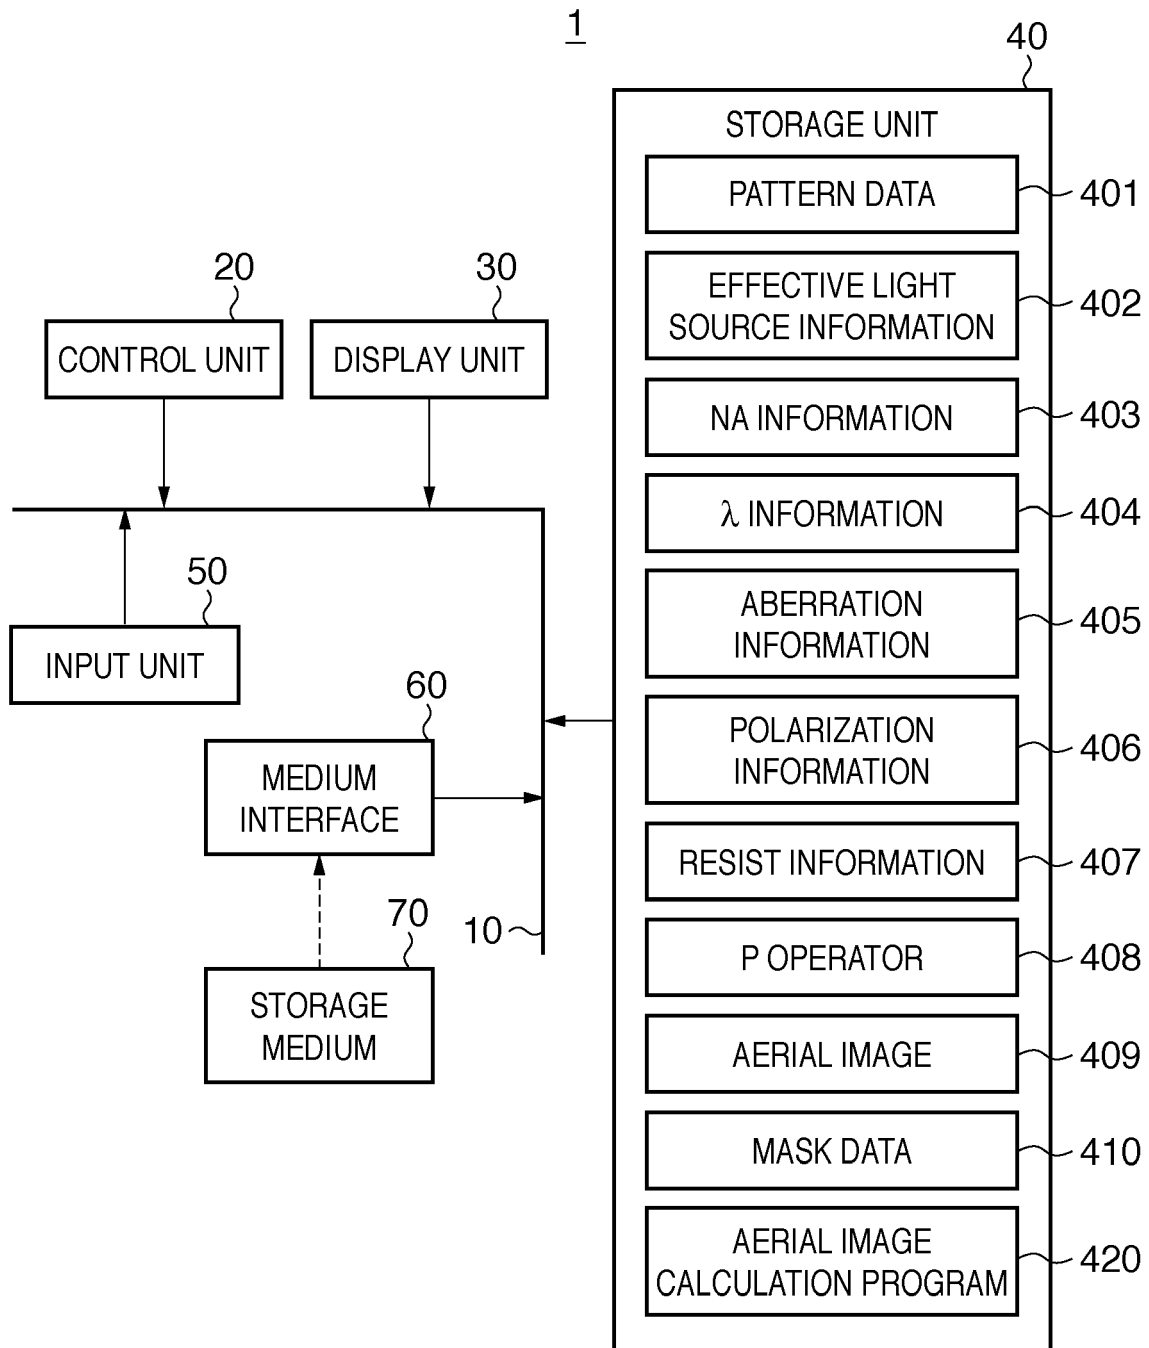 1
40
STORAGE UNIT
PATTERN DATA
401
EFFECTIVE LIGHT
SOURCE INFORMATION
402
NA INFORMATION
403
λ INFORMATION
404
ABERRATION
INFORMATION
405
POLARIZATION
INFORMATION
406
RESIST INFORMATION
407
P OPERATOR
408
AERIAL IMAGE
409
MASK DATA
410
AERIAL IMAGE
CALCULATION PROGRAM
420
20
CONTROL UNIT
30
DISPLAY UNIT
50
INPUT UNIT
60
MEDIUM
INTERFACE
10
70
STORAGE
MEDIUM